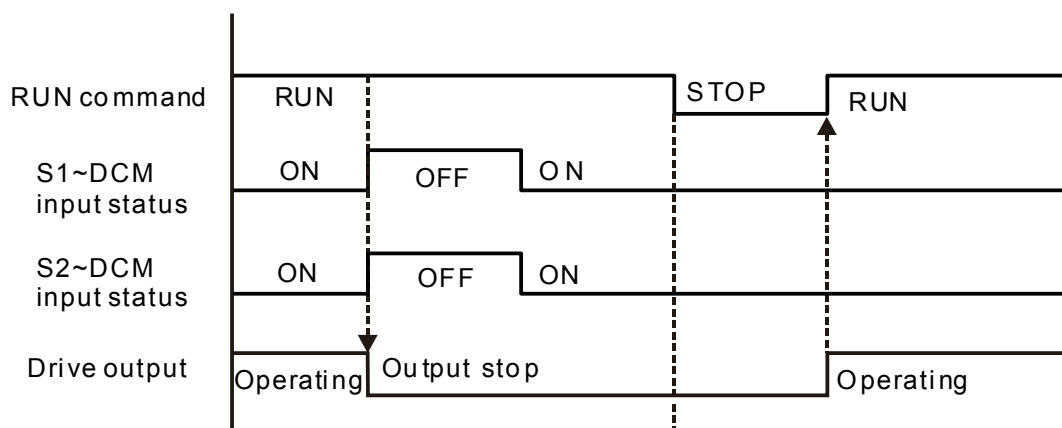 RUN command
RUN
STOP
RUN
S1~DCM
input status
ON
OFF
ON
S2~DCM
input status
ON
OFF
ON
Drive output
Operating
Output stop
Operating